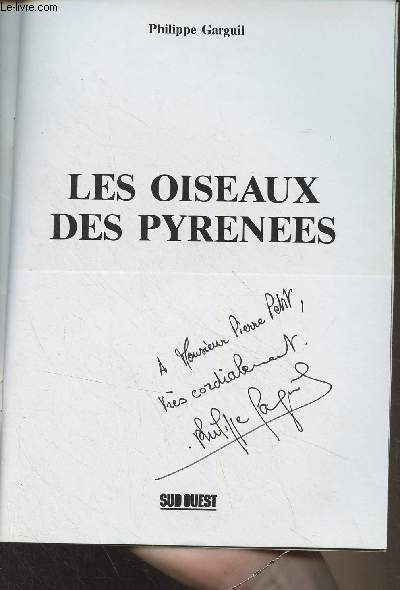 Le-livre.com
Philippe Garguil
LES OISEAUX
DES PYRENEES
A Monsieur Pierre Petit,
très cordialement.
Philippe Garguil
SUD OUEST